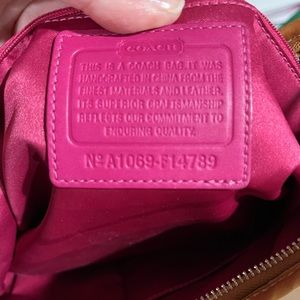 COACH
THIS IS A COACH BAG. IT WAS
HANDCRAFTED IN CHINA FROM THE
FINEST MATERIALS AND LEATHER.
ITS SUPERIOR CRAFTSMANSHIP
REFLECTS OUR COMMITMENT TO
ENDURING QUALITY.
Nº A1069-F14789